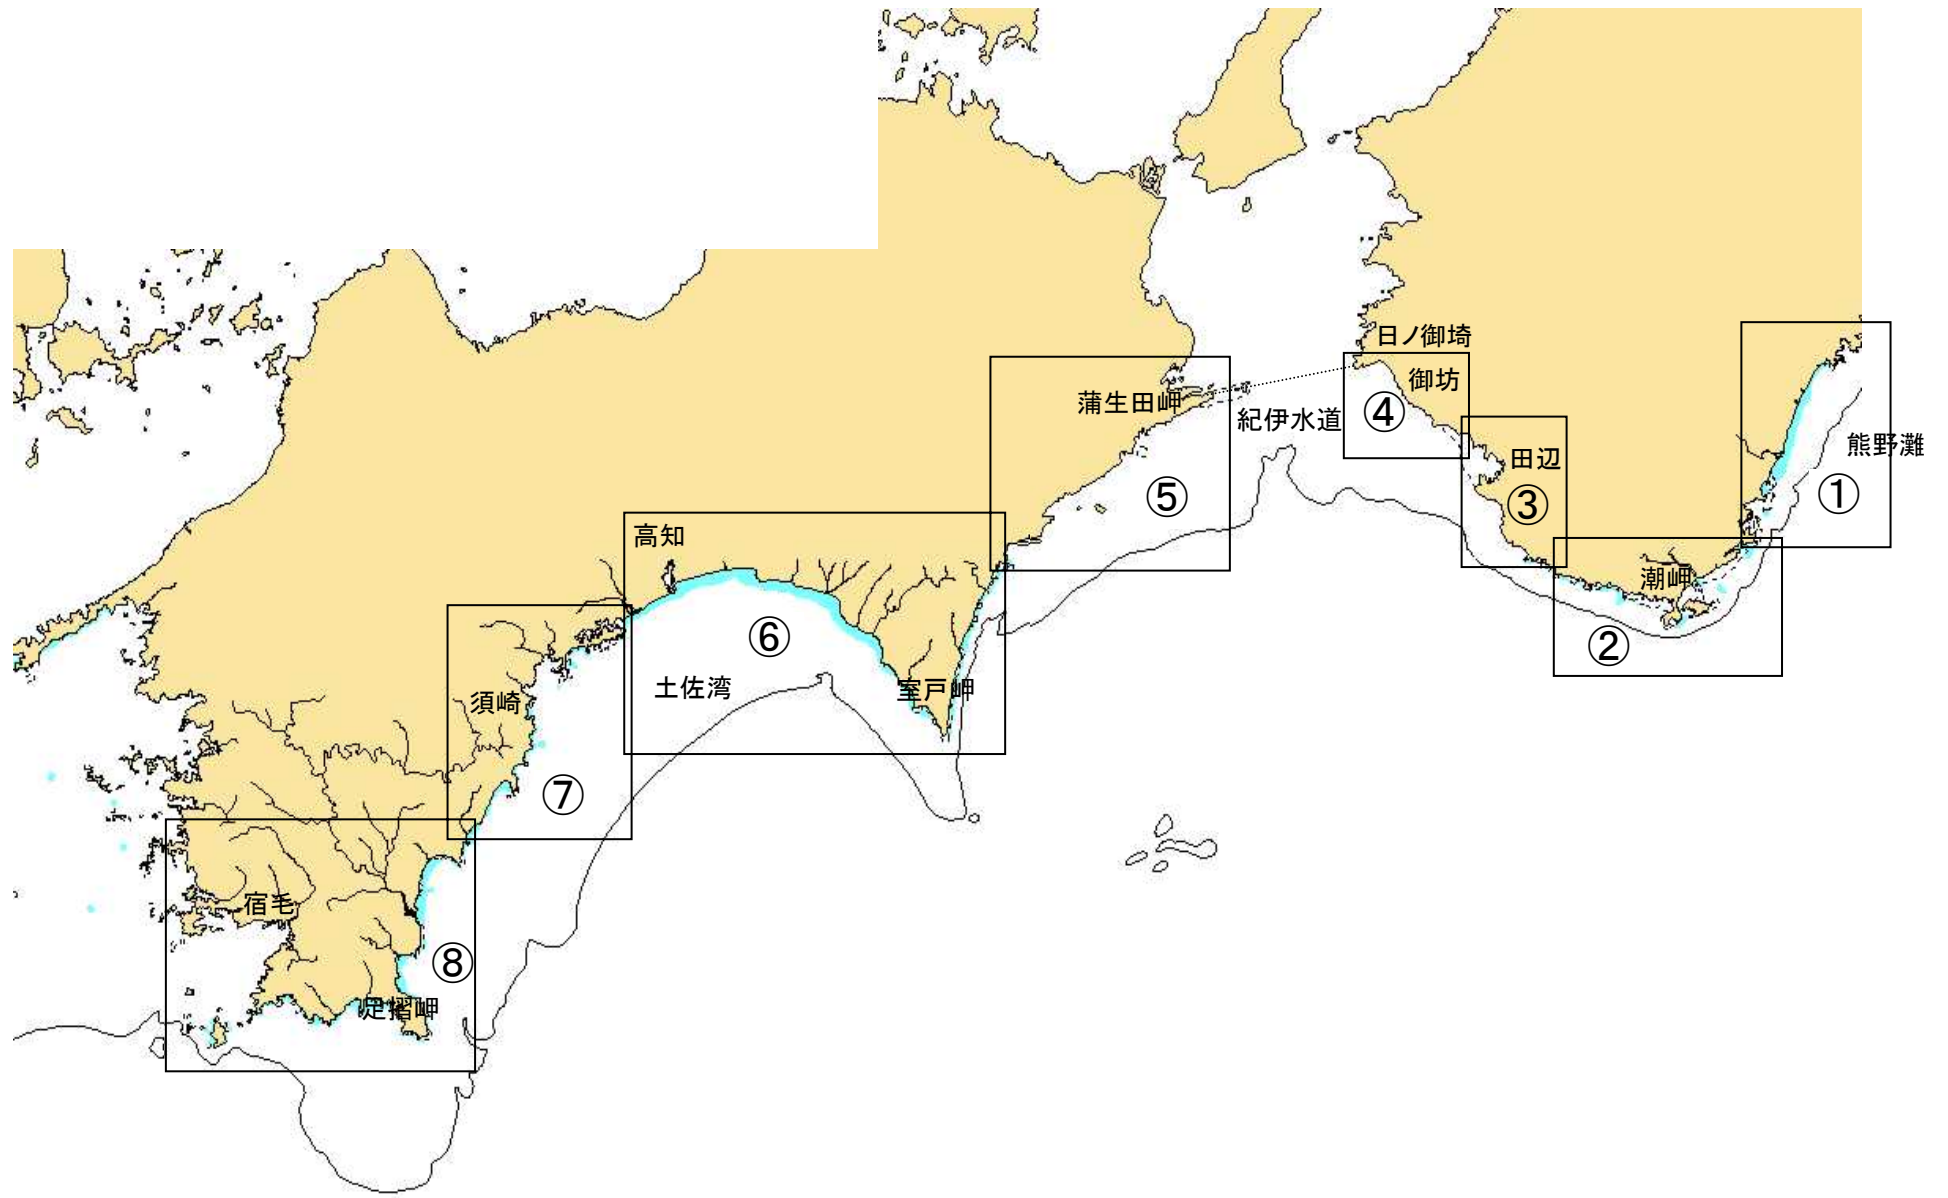 日ノ御埼
御坊
④
蒲生田岬
紀伊水道
⑤
田辺
③
熊野灘
①
潮岬
②
高知
⑥
土佐湾
室戸岬
須崎
⑦
宿毛
⑧
足摺岬